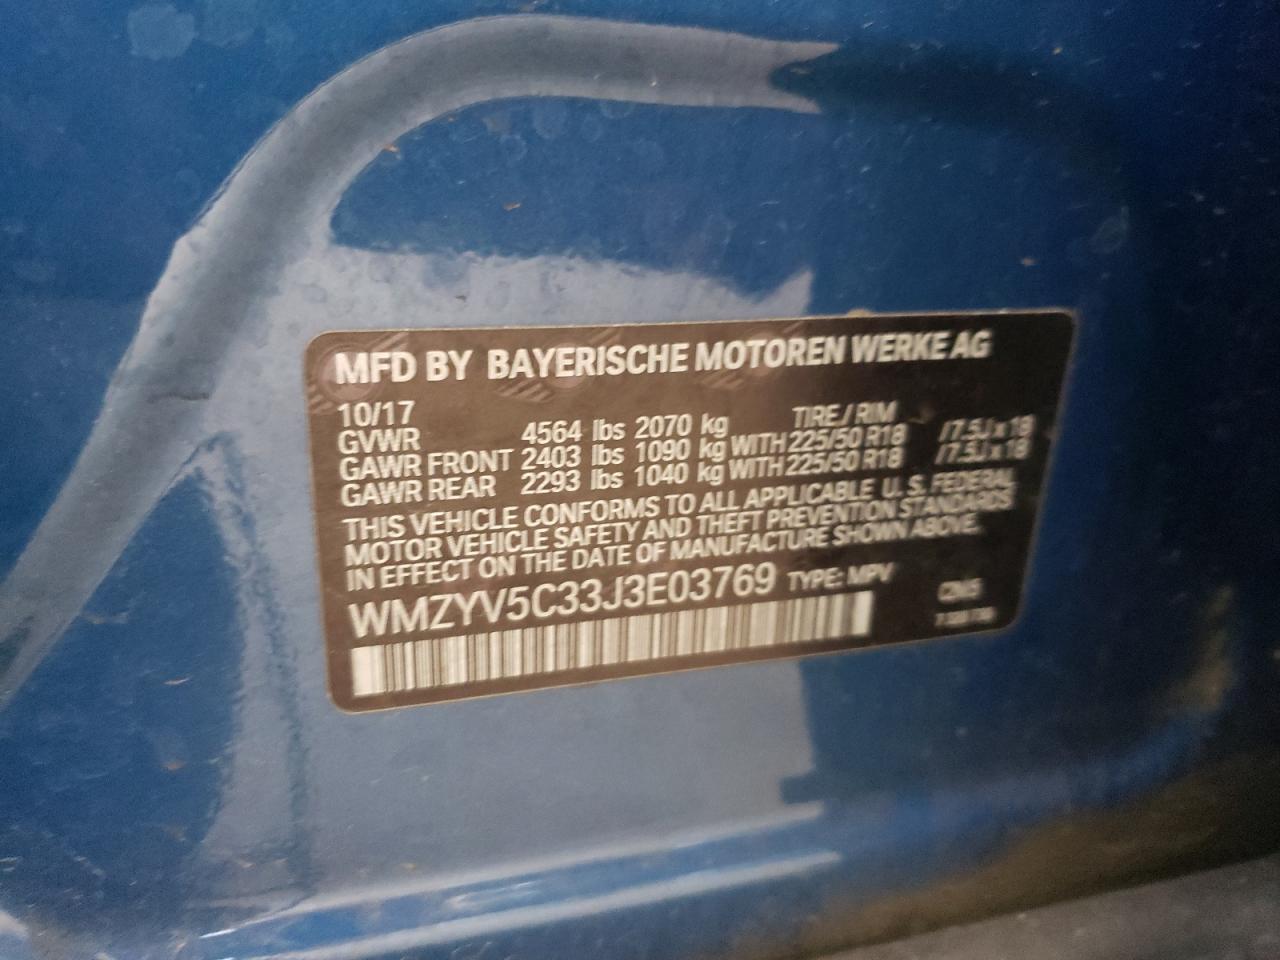 MFD BY BAYERISCHE MOTOREN WERKE AG
10/17 TIRE / RIM
GVWR 4564 lbs 2070 kg
GAWR FRONT 2403 lbs 1090 kg WITH 225/50 R18 / 7.5J x 18
GAWR REAR 2293 lbs 1040 kg WITH 225/50 R18 / 7.5J x 18
THIS VEHICLE CONFORMS TO ALL APPLICABLE U. S. FEDERAL
MOTOR VEHICLE SAFETY AND THEFT PREVENTION STANDARDS
IN EFFECT ON THE DATE OF MANUFACTURE SHOWN ABOVE.
WMZYV5C33J3E03769 TYPE: MPV